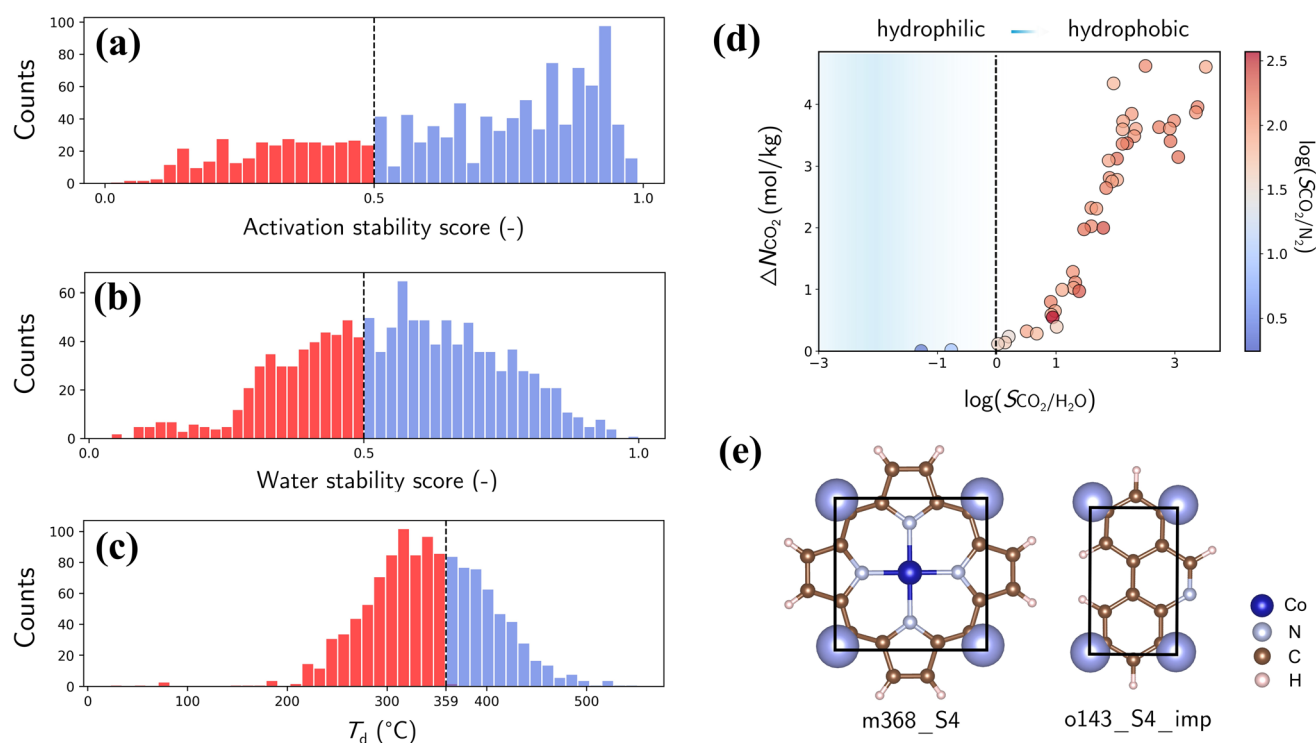 (a)
Counts
100
80
60
40
20
0
0.0 0.5 1.0
Activation stability score (-)
(b)
Counts
60
40
20
0
0.0 0.5 1.0
Water stability score (-)
(c)
Counts
100
80
60
40
20
0
0 200 300 359 400 500
Td (°C)
(d)
hydrophilic hydrophobic
△NCO2 (mol/kg)
4
3
2
1
0
-3 -1 0 1 3
log(SCO2/H2O)
2.5
2.0
1.5
1.0
0.5
log(SCO2/N2)
(e)
Co
N
C
H
m368_S4 o143_S4_imp